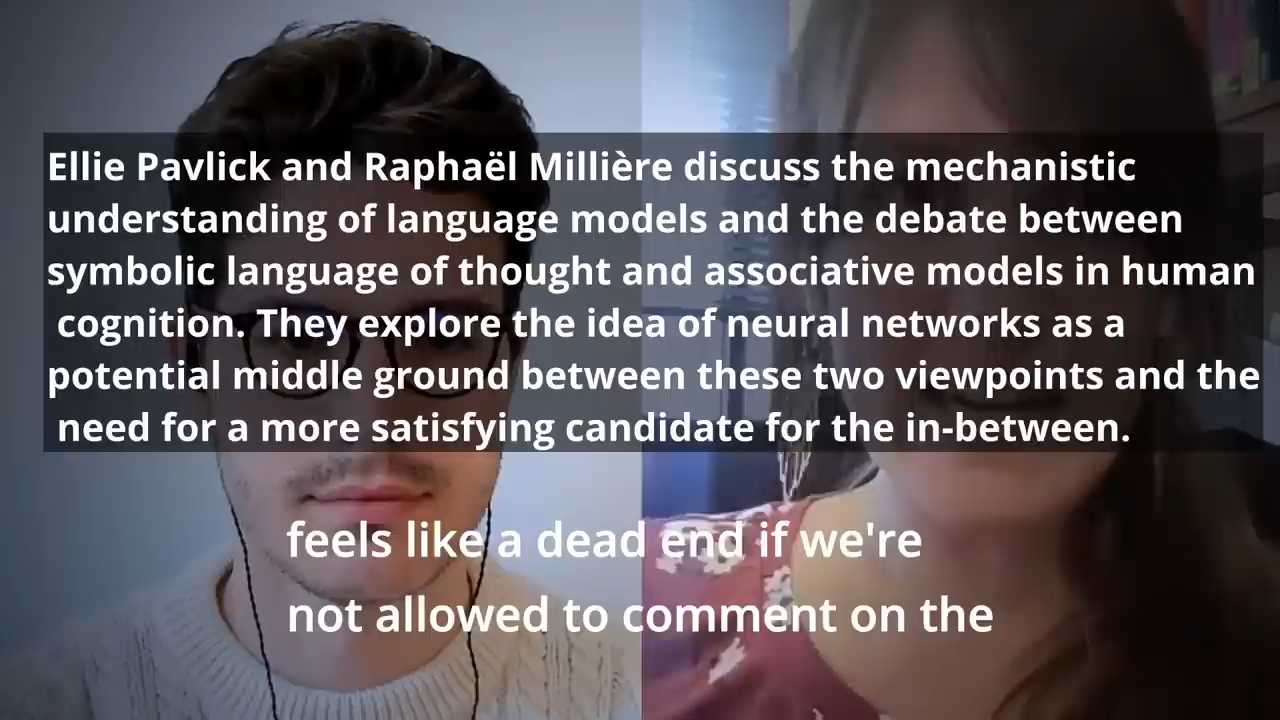 Ellie Pavlick and Raphaël Millière discuss the mechanistic
understanding of language models and the debate between
symbolic language of thought and associative models in human
cognition. They explore the idea of neural networks as a
potential middle ground between these two viewpoints and the
need for a more satisfying candidate for the in-between.
feels like a dead end if we're
not allowed to comment on the